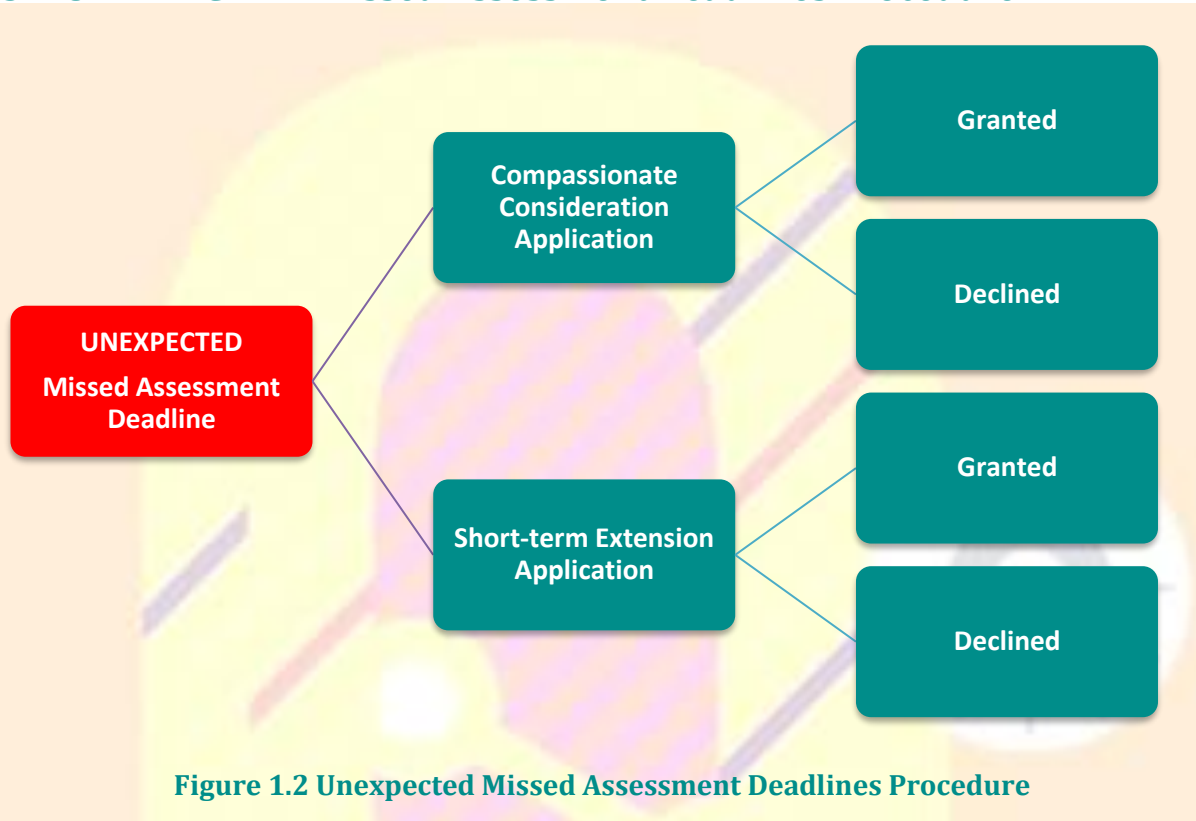 UNEXPECTED
Missed Assessment
Deadline
Compassionate
Consideration
Application
Granted
Declined
Short-term Extension
Application
Granted
Declined
Figure 1.2 Unexpected Missed Assessment Deadlines Procedure